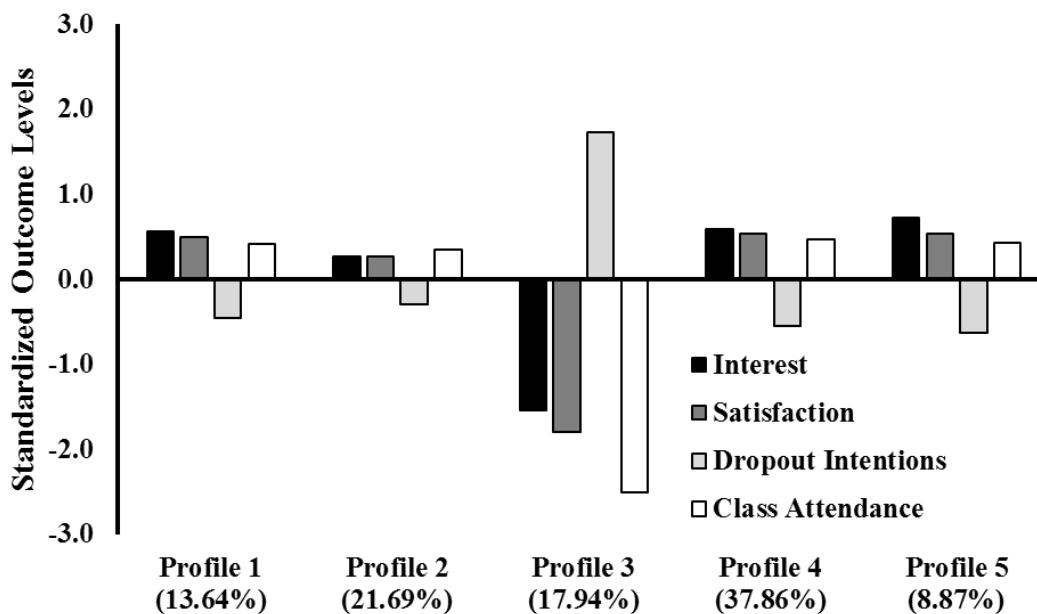 Standardized Outcome Levels
3.0
2.0
1.0
0.0
-1.0
-2.0
-3.0
Interest
Satisfaction
Dropout Intentions
Class Attendance
Profile 1 Profile 2 Profile 3 Profile 4 Profile 5
(13.64%) (21.69%) (17.94%) (37.86%) (8.87%)